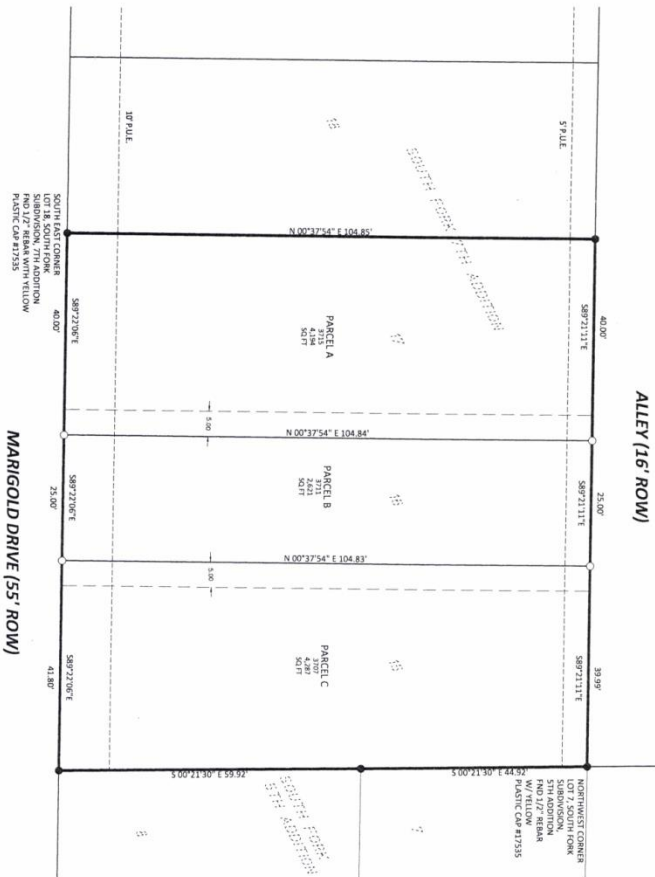 ALLEY (16' ROW)
40.00'
S89°21'11"E
25.00'
S89°21'11"E
39.99'
S89°21'11"E
NORTHWEST CORNER
LOT 7, SOUTH FORK
SUBDIVISION,
5TH ADDITION
FND 1/2" REBAR
W/ YELLOW
PLASTIC CAP #17535
5' P.U.E.
18
SOUTH FORK 7TH ADDITION
N 00°37'54" E 104.85'
17
PARCEL A
3715
4,194
SQ FT
5.00
N 00°37'54" E 104.84'
16
PARCEL B
3711
2,621
SQ FT
N 00°37'54" E 104.83'
5.00
15
PARCEL C
3707
4,287
SQ FT
S 00°21'30" E 44.92'
S 00°21'30" E 59.92'
7
SOUTH FORK
5TH ADDITION
8
10' P.U.E.
S89°22'06"E
40.00'
S89°22'06"E
25.00'
S89°22'06"E
41.80'
SOUTH EAST CORNER
LOT 18, SOUTH FORK
SUBDIVISION, 7TH ADDITION
FND 1/2" REBAR WITH YELLOW
PLASTIC CAP #17535
MARIGOLD DRIVE (55' ROW)